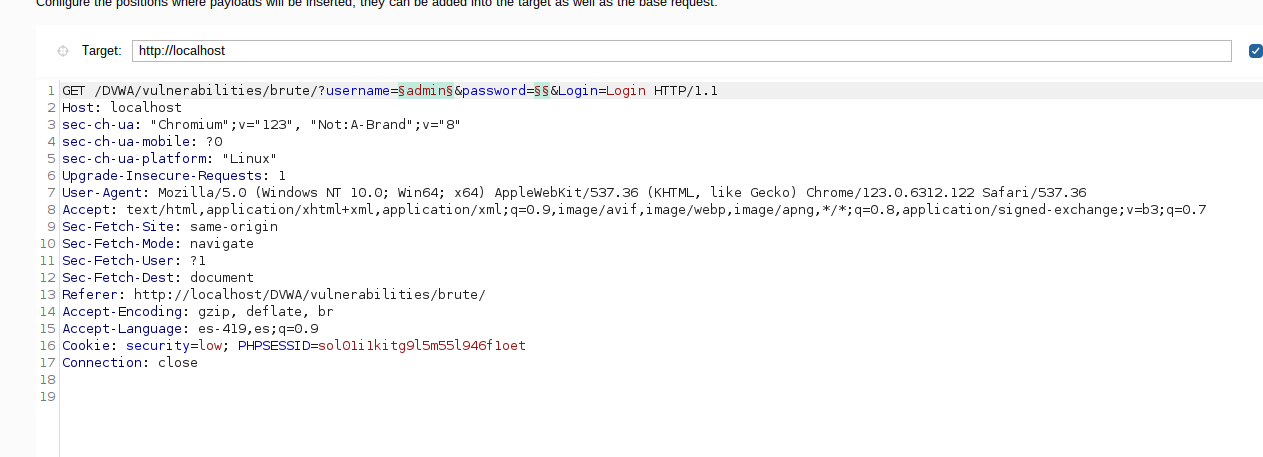 Configure the positions where payloads will be inserted, they can be added into the target as well as the base request.
Target: http://localhost
1 GET /DVWA/vulnerabilities/brute/?username=§admin§&password=§§&Login=Login HTTP/1.1
2 Host: localhost
3 sec-ch-ua: "Chromium";v="123", "Not:A-Brand";v="8"
4 sec-ch-ua-mobile: ?0
5 sec-ch-ua-platform: "Linux"
6 Upgrade-Insecure-Requests: 1
7 User-Agent: Mozilla/5.0 (Windows NT 10.0; Win64; x64) AppleWebKit/537.36 (KHTML, like Gecko) Chrome/123.0.6312.122 Safari/537.36
8 Accept: text/html,application/xhtml+xml,application/xml;q=0.9,image/avif,image/webp,image/apng,*/*;q=0.8,application/signed-exchange;v=b3;q=0.7
9 Sec-Fetch-Site: same-origin
10 Sec-Fetch-Mode: navigate
11 Sec-Fetch-User: ?1
12 Sec-Fetch-Dest: document
13 Referer: http://localhost/DVWA/vulnerabilities/brute/
14 Accept-Encoding: gzip, deflate, br
15 Accept-Language: es-419,es;q=0.9
16 Cookie: security=low; PHPSESSID=sol01i1kitg9l5m55l946f1oet
17 Connection: close
18
19